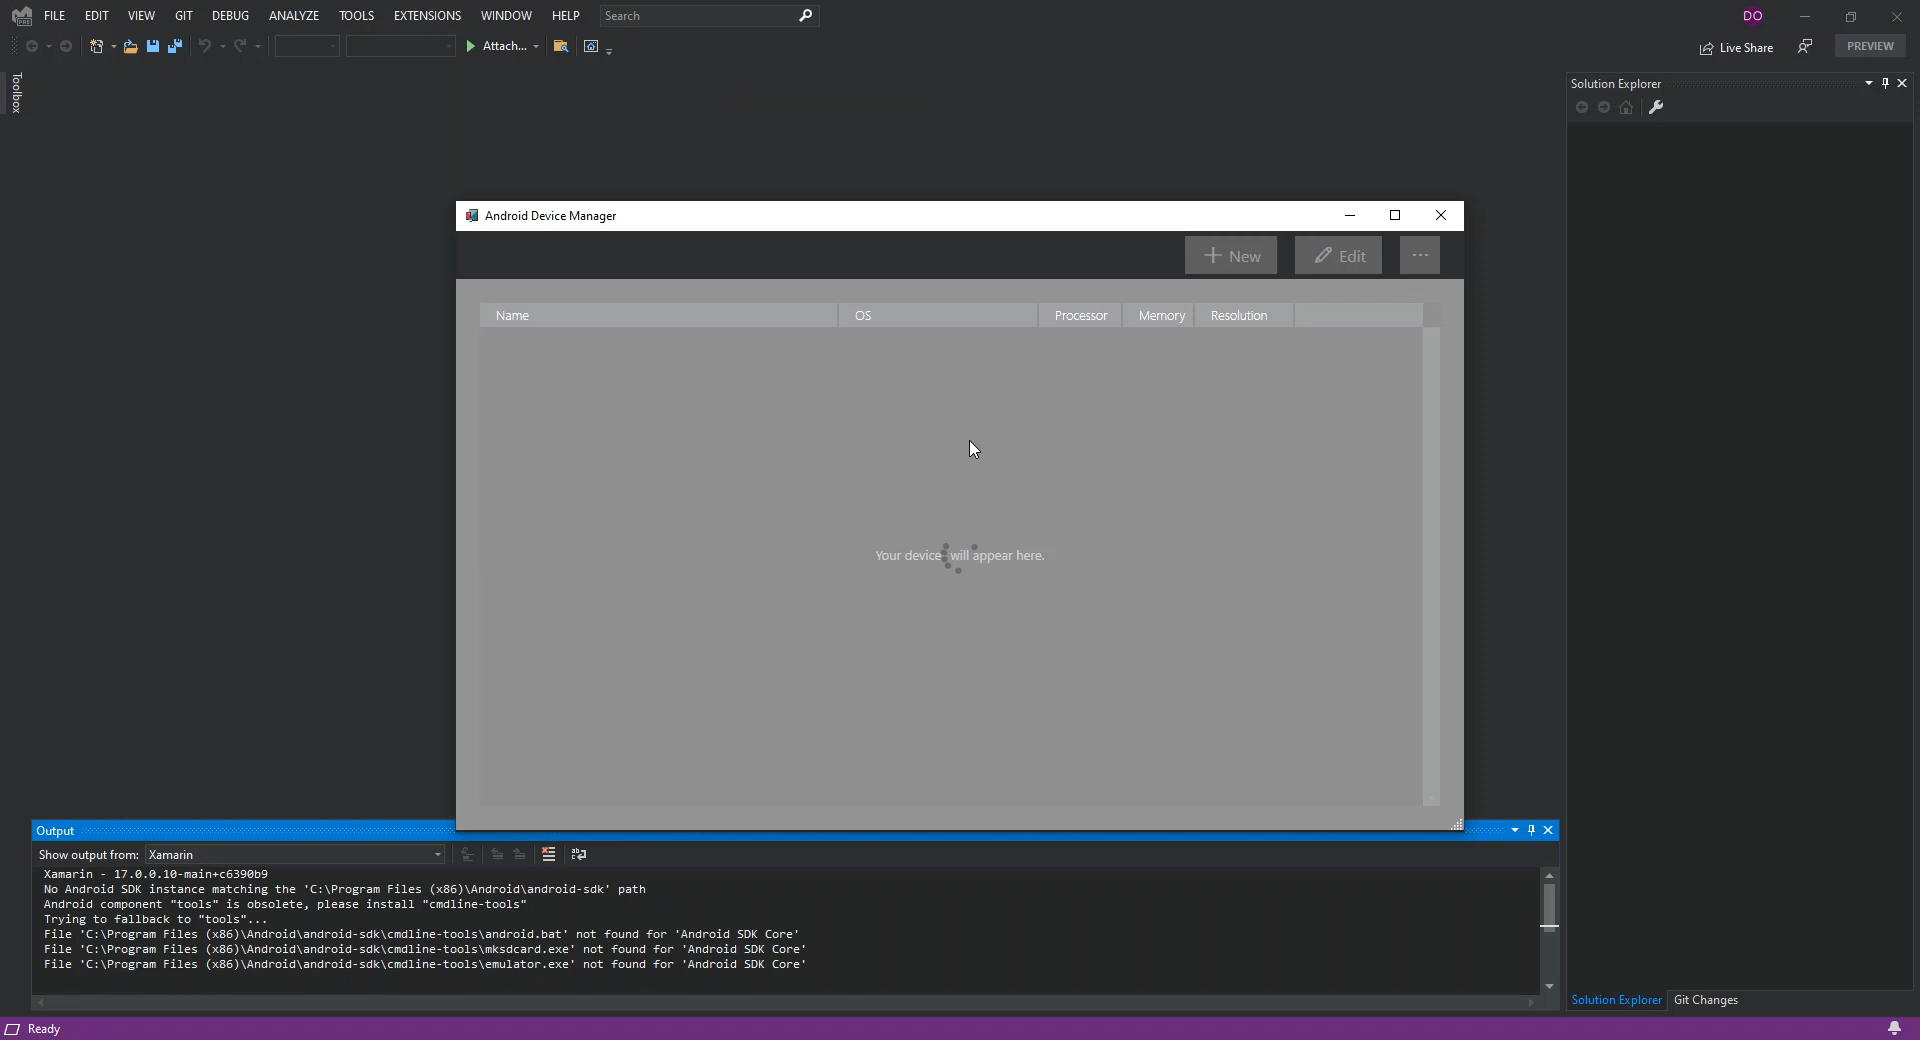 FILE EDIT VIEW GIT DEBUG ANALYZE TOOLS EXTENSIONS WINDOW HELP Search DO
Attach... Live Share PREVIEW
Toolbox
Solution Explorer
Android Device Manager
New Edit ...
Name OS Processor Memory Resolution
Your device will appear here.
Output
Show output from: Xamarin
Xamarin - 17.0.0.10-main+c6390b9
No Android SDK instance matching the 'C:\Program Files (x86)\Android\android-sdk' path
Android component "tools" is obsolete, please install "cmdline-tools"
Trying to fallback to "tools"...
File 'C:\Program Files (x86)\Android\android-sdk\cmdline-tools\android.bat' not found for 'Android SDK Core'
File 'C:\Program Files (x86)\Android\android-sdk\cmdline-tools\mksdcard.exe' not found for 'Android SDK Core'
File 'C:\Program Files (x86)\Android\android-sdk\cmdline-tools\emulator.exe' not found for 'Android SDK Core'
Solution Explorer Git Changes
Ready